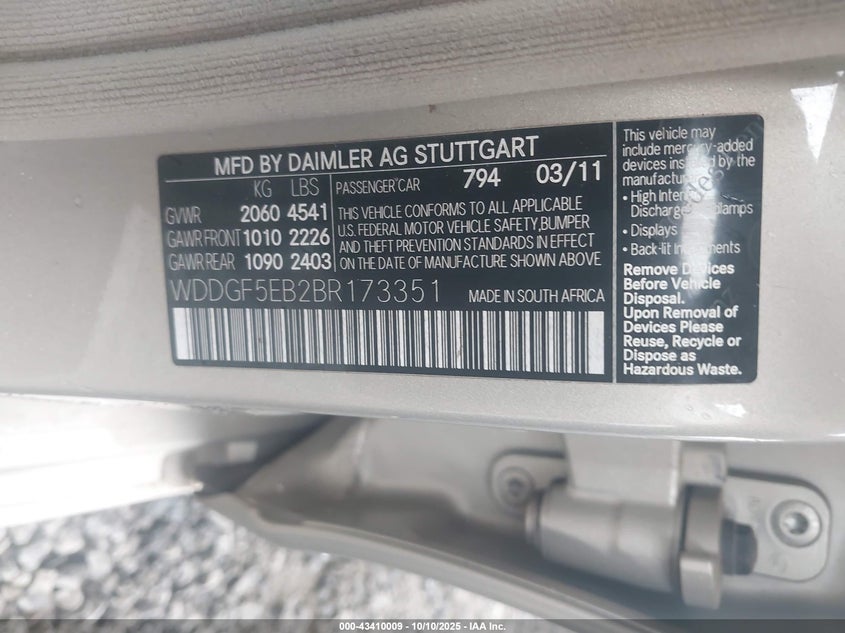 MFD BY DAIMLER AG STUTTGART
KG LBS
GVWR 2060 4541
GAWR FRONT 1010 2226
GAWR REAR 1090 2403
PASSENGER CAR 794 03/11
THIS VEHICLE CONFORMS TO ALL APPLICABLE
U.S. FEDERAL MOTOR VEHICLE SAFETY,BUMPER
AND THEFT PREVENTION STANDARDS IN EFFECT
ON THE DATE OF MANUFACTURE SHOWN ABOVE
WDDGF5EB2BR173351 MADE IN SOUTH AFRICA
This vehicle may
include mercury-added
devices installed by the
manufacturer:
• High Intensity
Discharge Headlamps
• Displays
• Back-lit Instruments
Remove Devices
Before Vehicle
Disposal.
Upon Removal of
Devices Please
Reuse, Recycle or
Dispose as
Hazardous Waste.
000-43410009 - 10/10/2025 - IAA Inc.